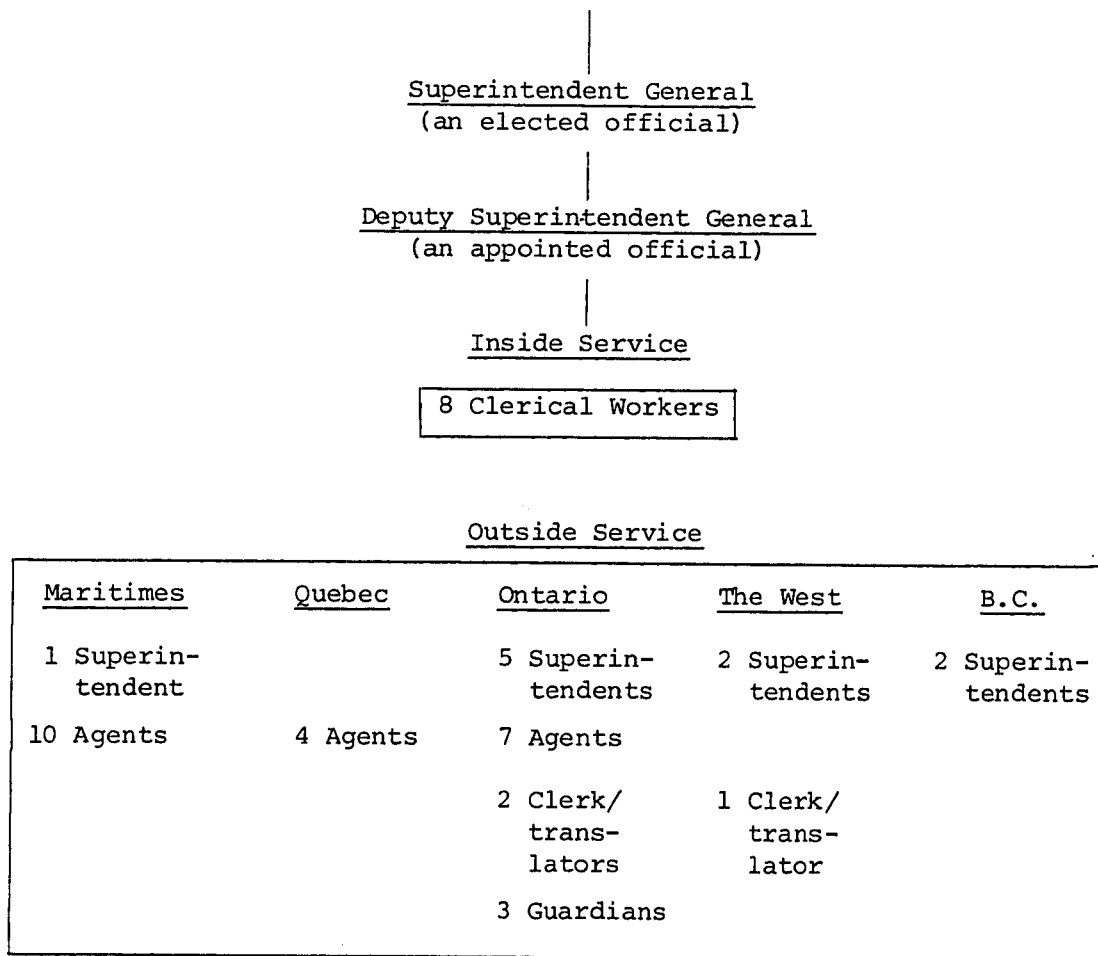 Superintendent General
(an elected official)
Deputy Superintendent General
(an appointed official)
Inside Service
8 Clerical Workers
Outside Service
Maritimes Quebec Ontario The West B.C.
1 Superin- 5 Superin- 2 Superin- 2 Superin-
tendent tendents tendents tendents
10 Agents 4 Agents 7 Agents
2 Clerk/ 1 Clerk/
trans- trans-
lators lator
3 Guardians